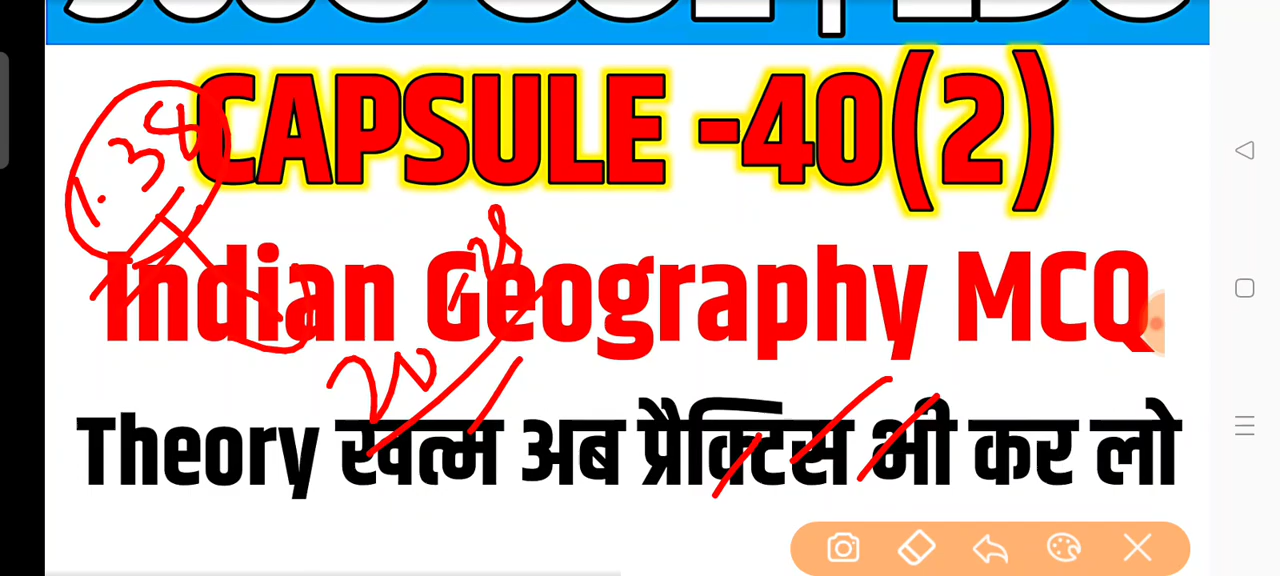 CAPSULE -40(2)
Indian Geography MCQ
Theory खत्म अब प्रैक्टिस भी कर लो